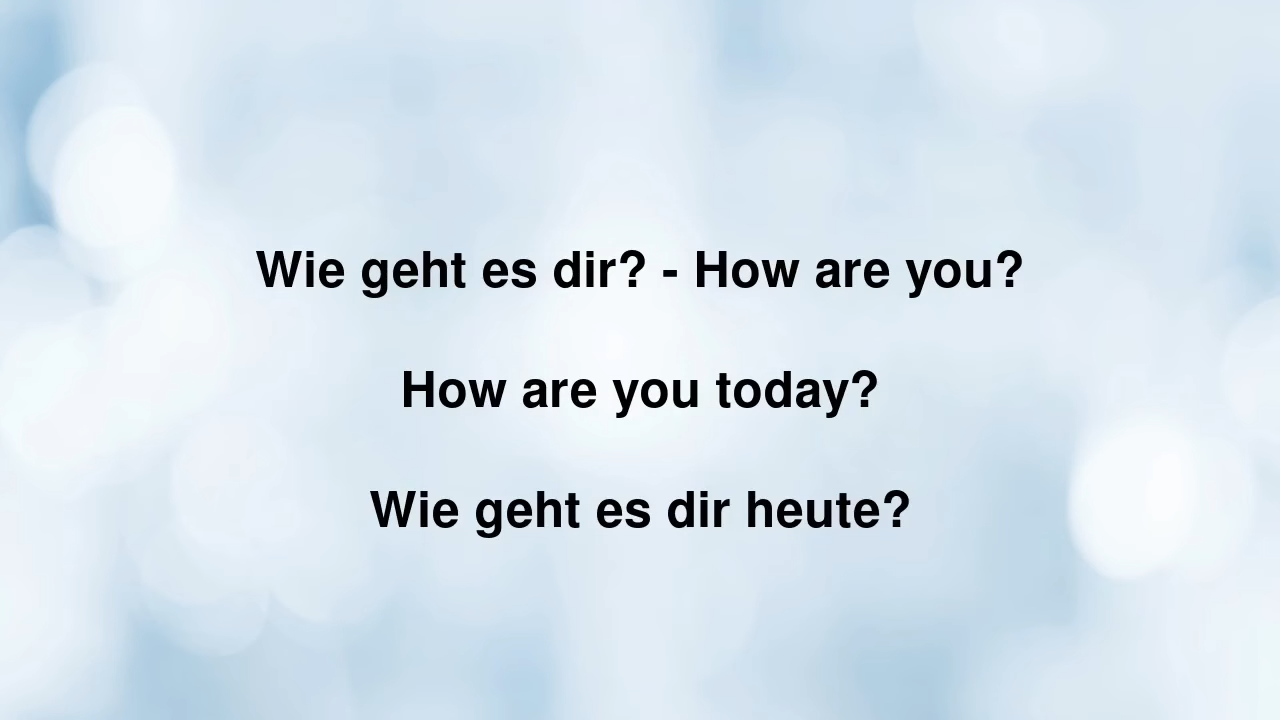 Wie geht es dir? - How are you?
How are you today?
Wie geht es dir heute?